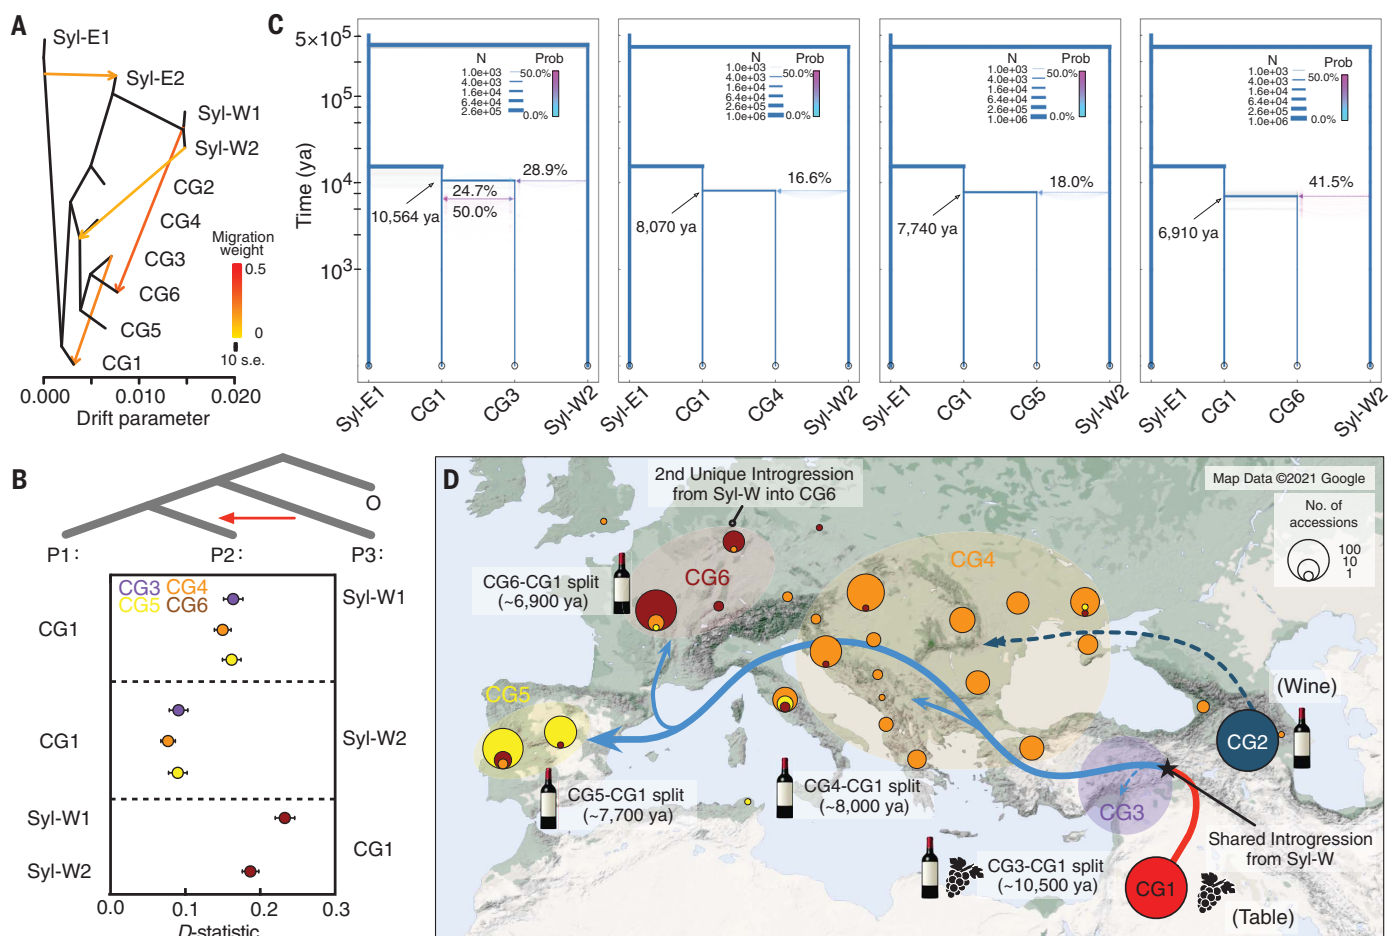 A
Syl-E1
Syl-E2
Syl-W1
Syl-W2
CG2
CG4
CG3
CG6
CG5
CG1
Migration
weight
0.5
0
10 s.e.
0.000
0.010
0.020
Drift parameter
C
Time (ya)
5×10⁵
10⁵
10⁴
10³
N
Prob
1.0e+03
4.0e+03
1.6e+04
6.4e+04
2.6e+05
50.0%
0.0%
28.9%
24.7%
50.0%
10,564 ya
Syl-E1
CG1
CG3
Syl-W2
N
Prob
1.0e+03
4.0e+03
1.6e+04
6.4e+04
2.6e+05
1.0e+06
50.0%
0.0%
16.6%
8,070 ya
Syl-E1
CG1
CG4
Syl-W2
N
Prob
1.0e+03
4.0e+03
1.6e+04
6.4e+04
2.6e+05
1.0e+06
50.0%
0.0%
18.0%
7,740 ya
Syl-E1
CG1
CG5
Syl-W2
N
Prob
1.0e+03
4.0e+03
1.6e+04
6.4e+04
2.6e+05
1.0e+06
50.0%
0.0%
41.5%
6,910 ya
Syl-E1
CG1
CG6
Syl-W2
B
O
P1:
P2:
P3:
CG3 CG4
CG5 CG6
CG1
Syl-W1
CG1
Syl-W2
Syl-W1
CG1
Syl-W2
0.0
0.1
0.2
0.3
D-statistic
D
2nd Unique Introgression
from Syl-W into CG6
Map Data ©2021 Google
No. of
accessions
100
10
1
CG4
CG6
CG6-CG1 split
(~6,900 ya)
CG5
(Wine)
CG2
CG5-CG1 split
(~7,700 ya)
CG4-CG1 split
(~8,000 ya)
CG3
Shared Introgression
from Syl-W
CG3-CG1 split
(~10,500 ya)
CG1
(Table)